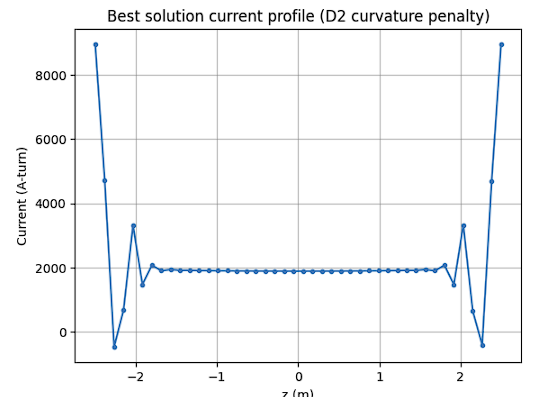 Best solution current profile (D2 curvature penalty)
8000
6000
4000
2000
0
Current (A-turn)
−2 −1 0 1 2
z (m)